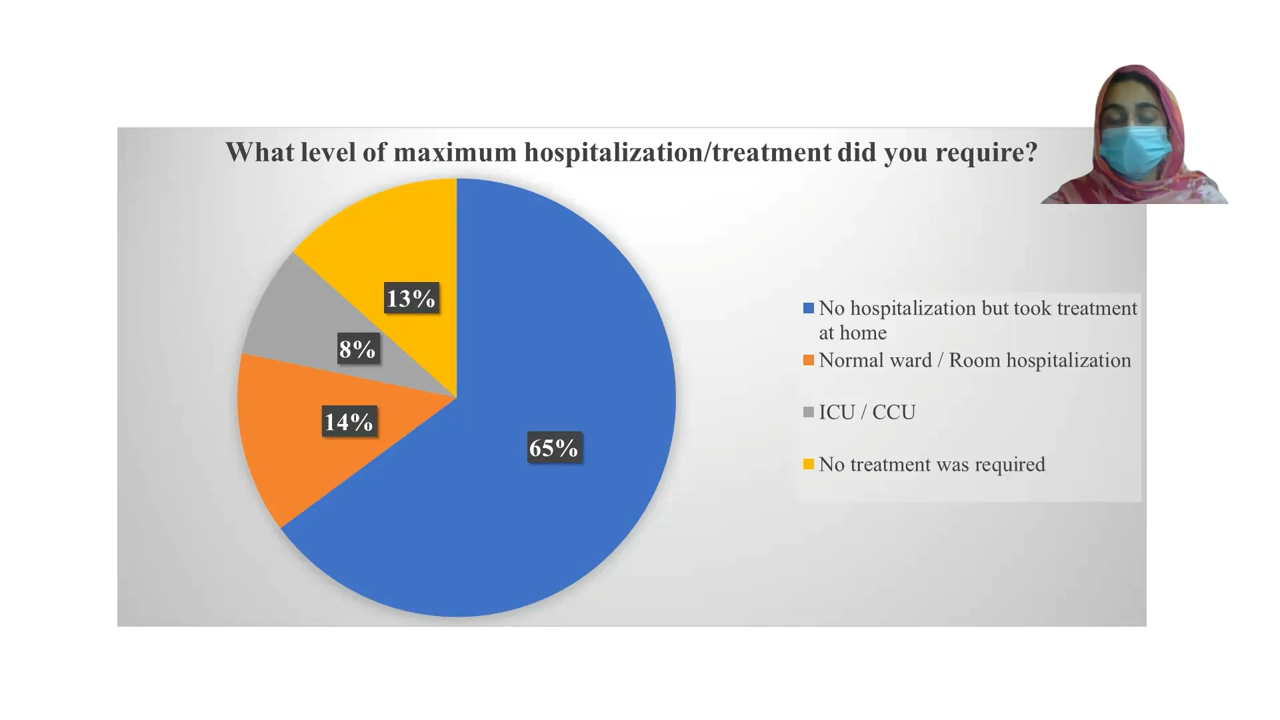 What level of maximum hospitalization/treatment did you require?
13%
8%
14%
65%
No hospitalization but took treatment
at home
Normal ward / Room hospitalization
ICU / CCU
No treatment was required